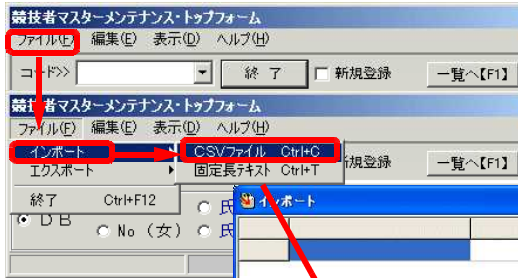 競技者マスターメンテナンス・トップフォーム
ファイル(F) 編集(E) 表示(D) ヘルプ(H)
コード>> 終 了 新規登録 一覧へ【F1】
競技者マスターメンテナンス・トップフォーム
ファイル(F) 編集(E) 表示(D) ヘルプ(H)
インポート CSVファイル Ctrl+C 規登録 一覧へ【F1】
エクスポート 固定長テキスト Ctrl+T
終了 Ctrl+F12 氏
DB No (女) 氏
インポート